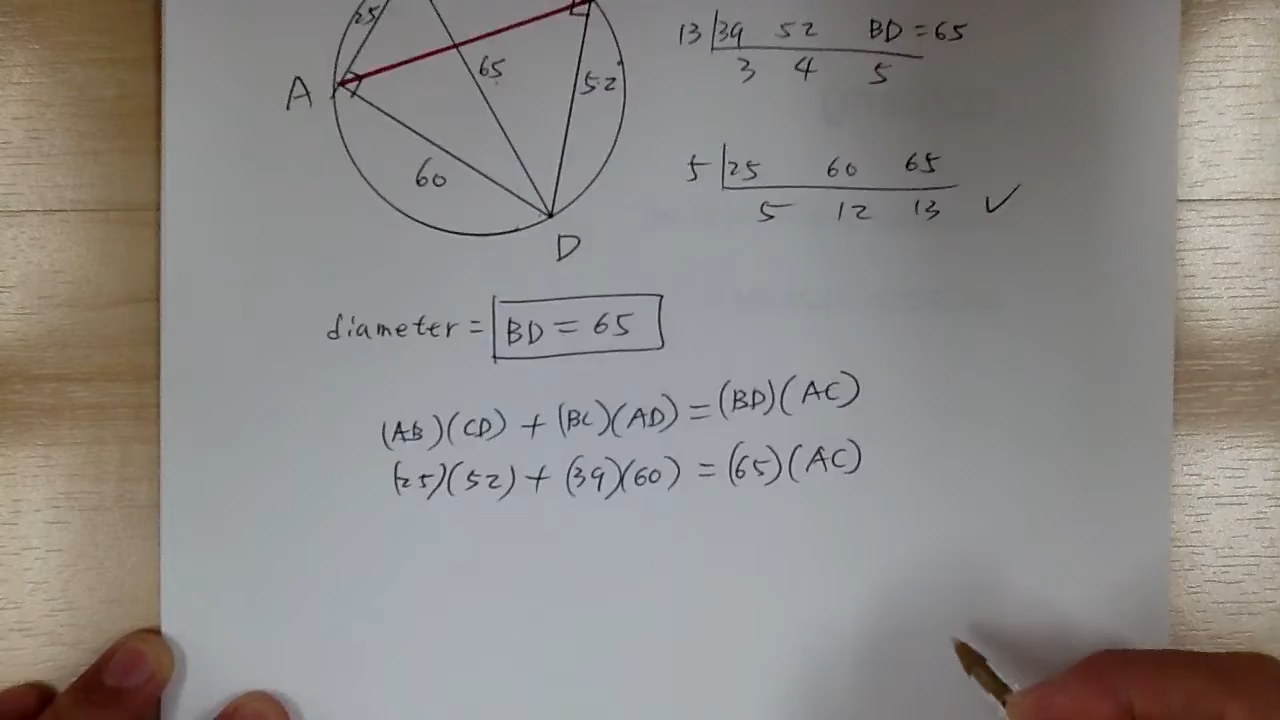 25
13 39 52 BD = 65
3 4 5
65
52
A
5 25 60 65
5 12 13 ✓
60
D
diameter = BD = 65
(AB)(CD) + (BC)(AD) = (BD)(AC)
(25)(52) + (39)(60) = (65)(AC)